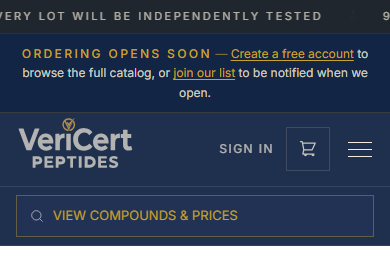 VERY LOT WILL BE INDEPENDENTLY TESTED 9
ORDERING OPENS SOON — Create a free account to
browse the full catalog, or join our list to be notified when we
open.
VeriCert
PEPTIDES
SIGN IN
VIEW COMPOUNDS & PRICES